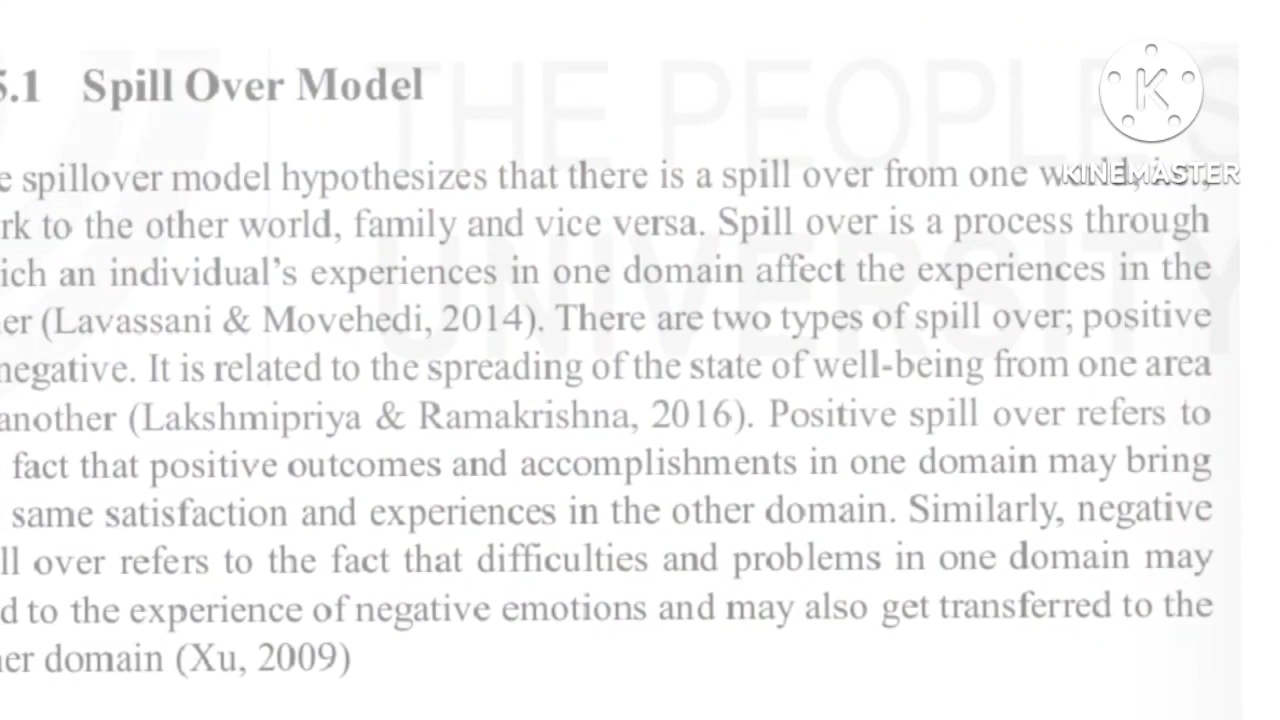 5.1 Spill Over Model
e spillover model hypothesizes that there is a spill over from one
rk to the other world, family and vice versa. Spill over is a process through
ich an individual's experiences in one domain affect the experiences in the
er (Lavassani & Movehedi, 2014). There are two types of spill over; positive
negative. It is related to the spreading of the state of well-being from one area
another (Lakshmipriya & Ramakrishna, 2016). Positive spill over refers to
fact that positive outcomes and accomplishments in one domain may bring
same satisfaction and experiences in the other domain. Similarly, negative
ll over refers to the fact that difficulties and problems in one domain may
d to the experience of negative emotions and may also get transferred to the
er domain (Xu, 2009)
THE PEOPLE'S
UNIVERSITY
K
KINEMASTER